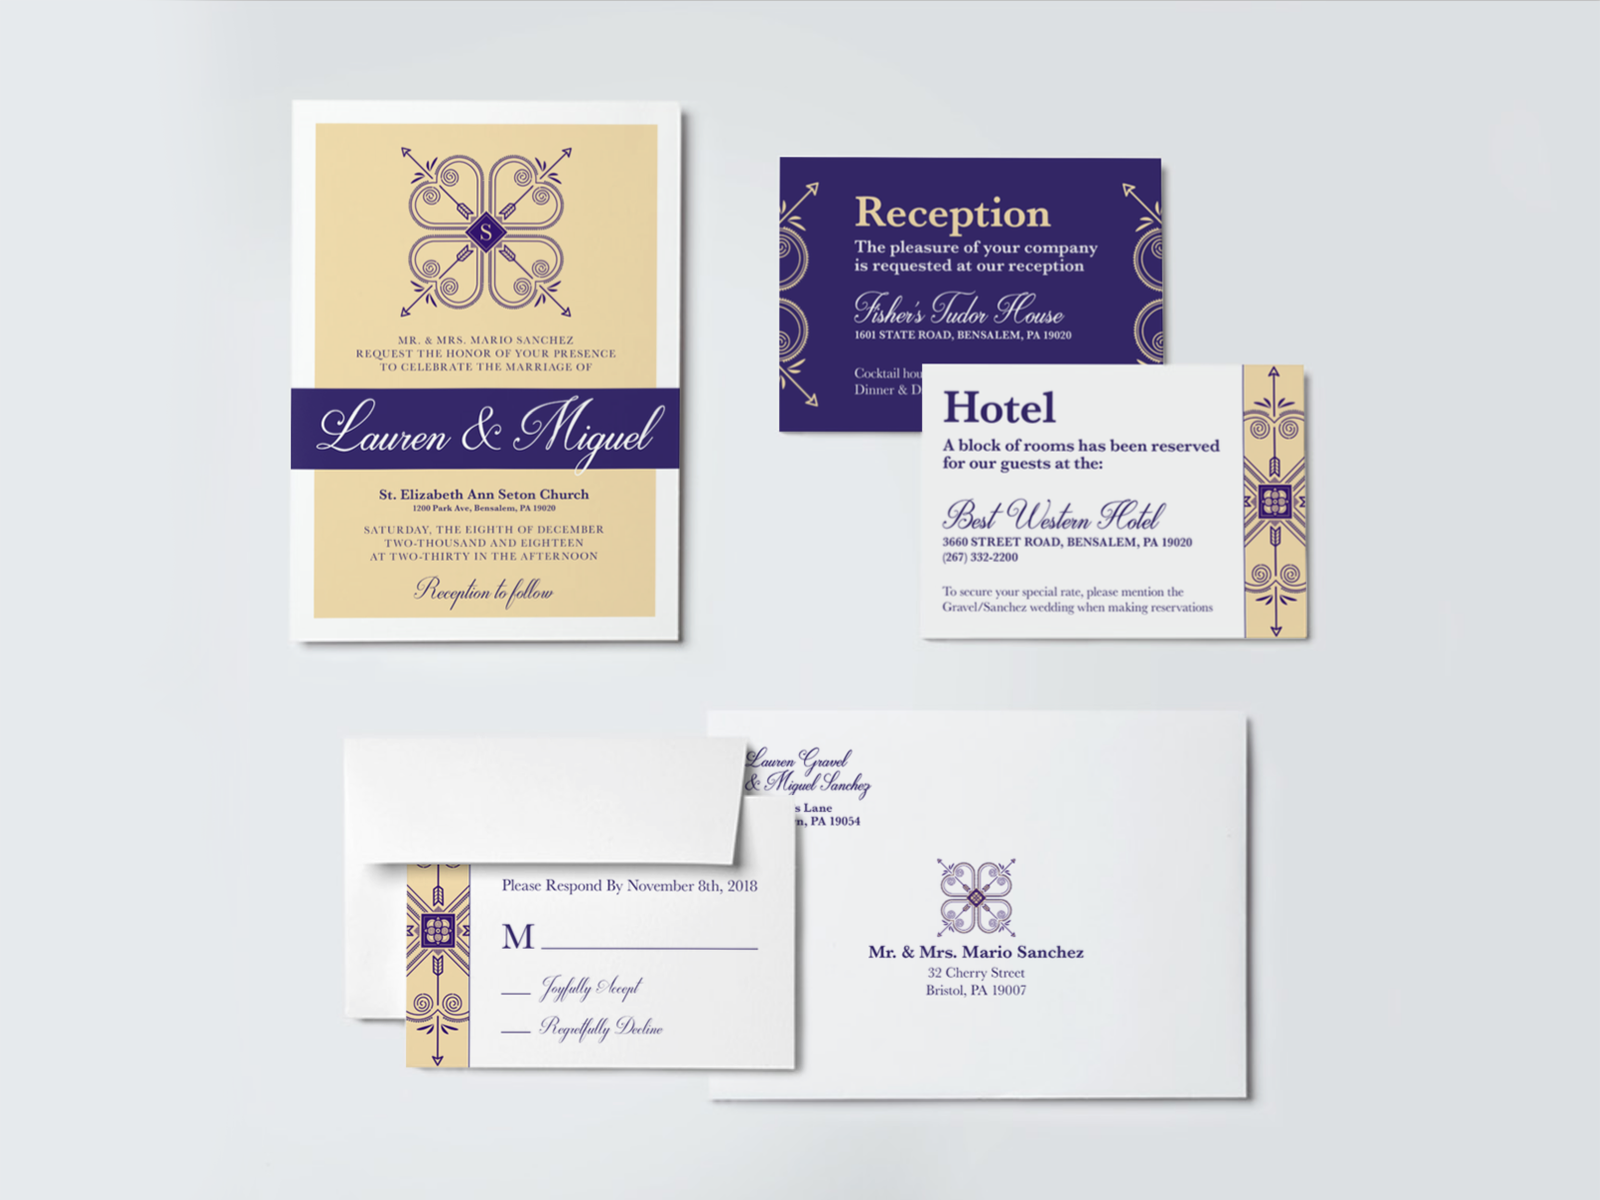 S
MR. & MRS. MARIO SANCHEZ
REQUEST THE HONOR OF YOUR PRESENCE
TO CELEBRATE THE MARRIAGE OF
Lauren & Miguel
St. Elizabeth Ann Seton Church
1200 Park Ave, Bensalem, PA 19020
SATURDAY, THE EIGHTH OF DECEMBER
TWO-THOUSAND AND EIGHTEEN
AT TWO-THIRTY IN THE AFTERNOON
Reception to follow
Reception
The pleasure of your company
is requested at our reception
Fisher's Tudor House
1601 STATE ROAD, BENSALEM, PA 19020
Cocktail hou
Dinner & D
Hotel
A block of rooms has been reserved
for our guests at the:
Best Western Hotel
3660 STREET ROAD, BENSALEM, PA 19020
(267) 332-2200
To secure your special rate, please mention the
Gravel/Sanchez wedding when making reservations
Please Respond By November 8th, 2018
M
Joyfully Accept
Regretfully Decline
Lauren Gravel
& Miguel Sanchez
s Lane
n, PA 19054
Mr. & Mrs. Mario Sanchez
32 Cherry Street
Bristol, PA 19007